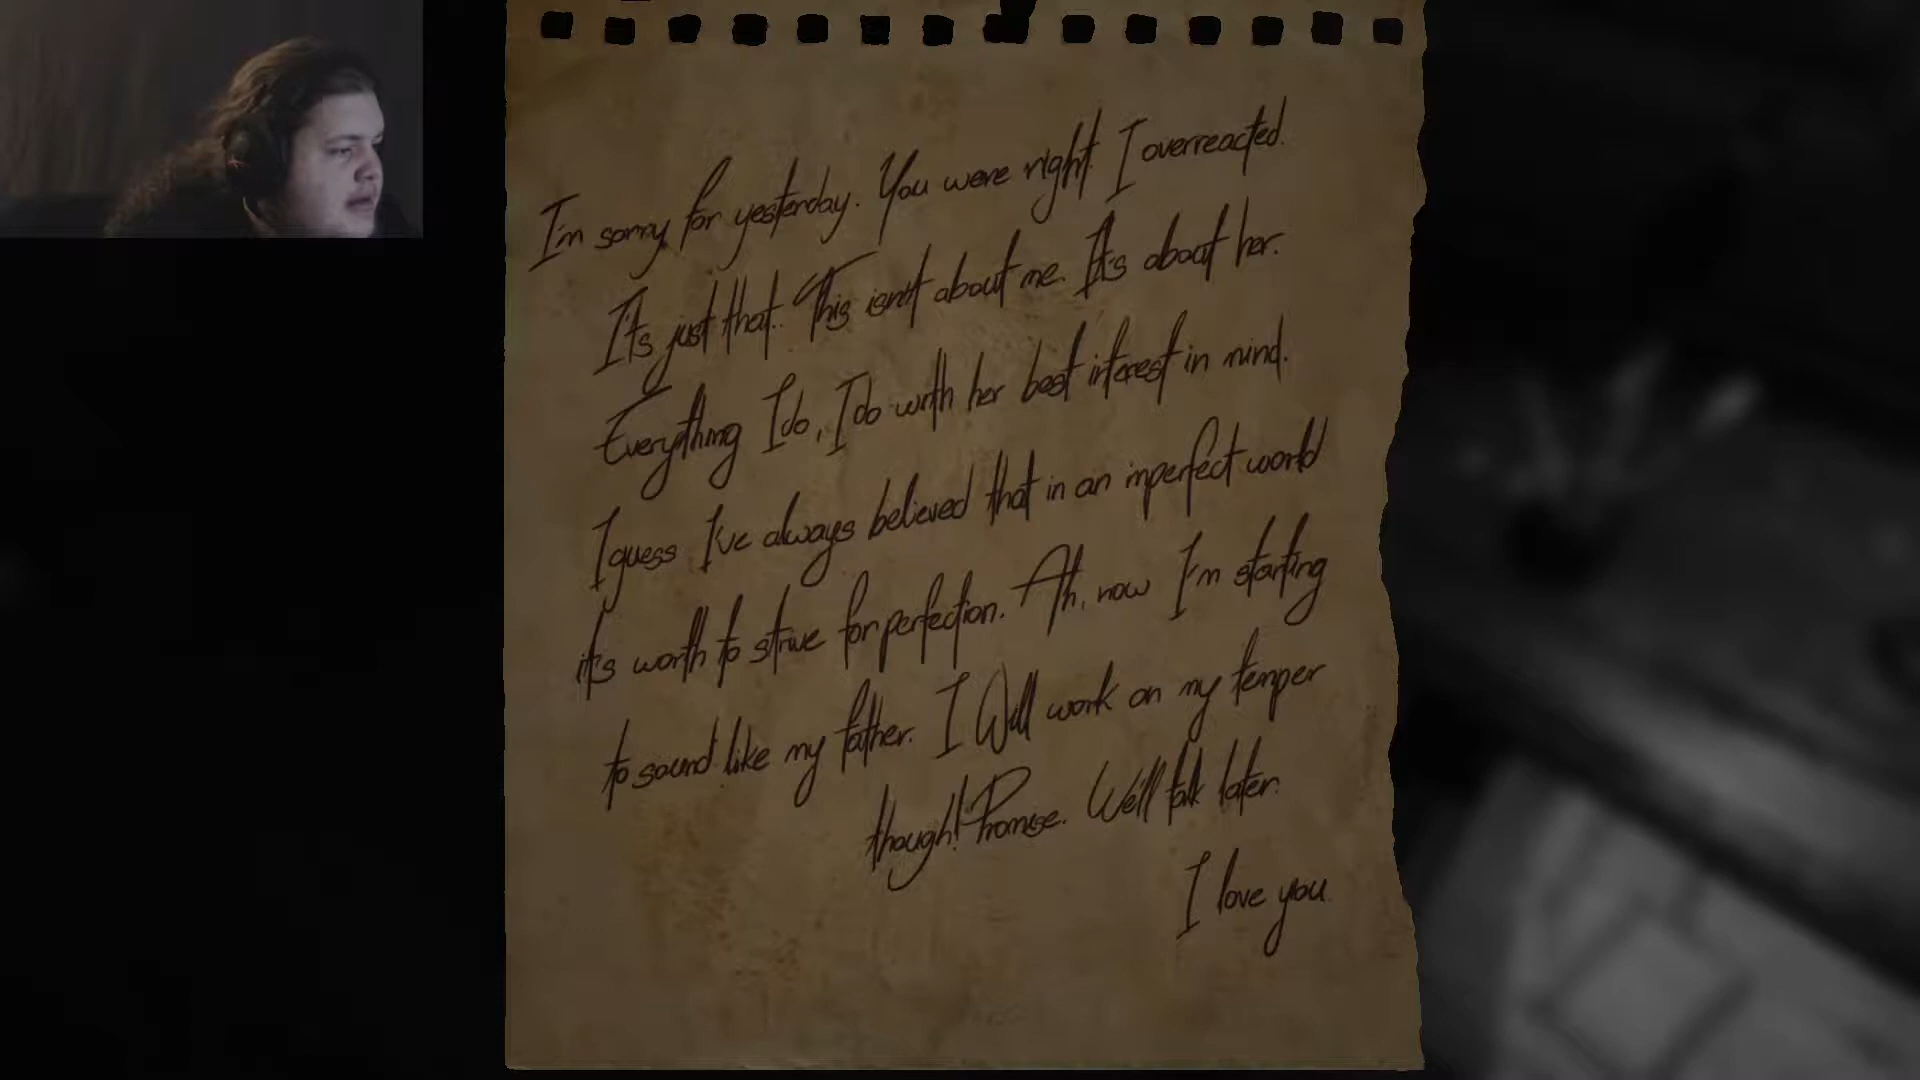 I'm sorry for yesterday. You were right. I overreacted.
It's just that.. This isn't about me. It's about her.
Everything I do, I do with her best interest in mind.
I guess I've always believed that in an imperfect world
it's worth to strive for perfection. Ah, now I'm starting
to sound like my father. I Will work on my temper
though! Promise. We'll talk later.
I love you